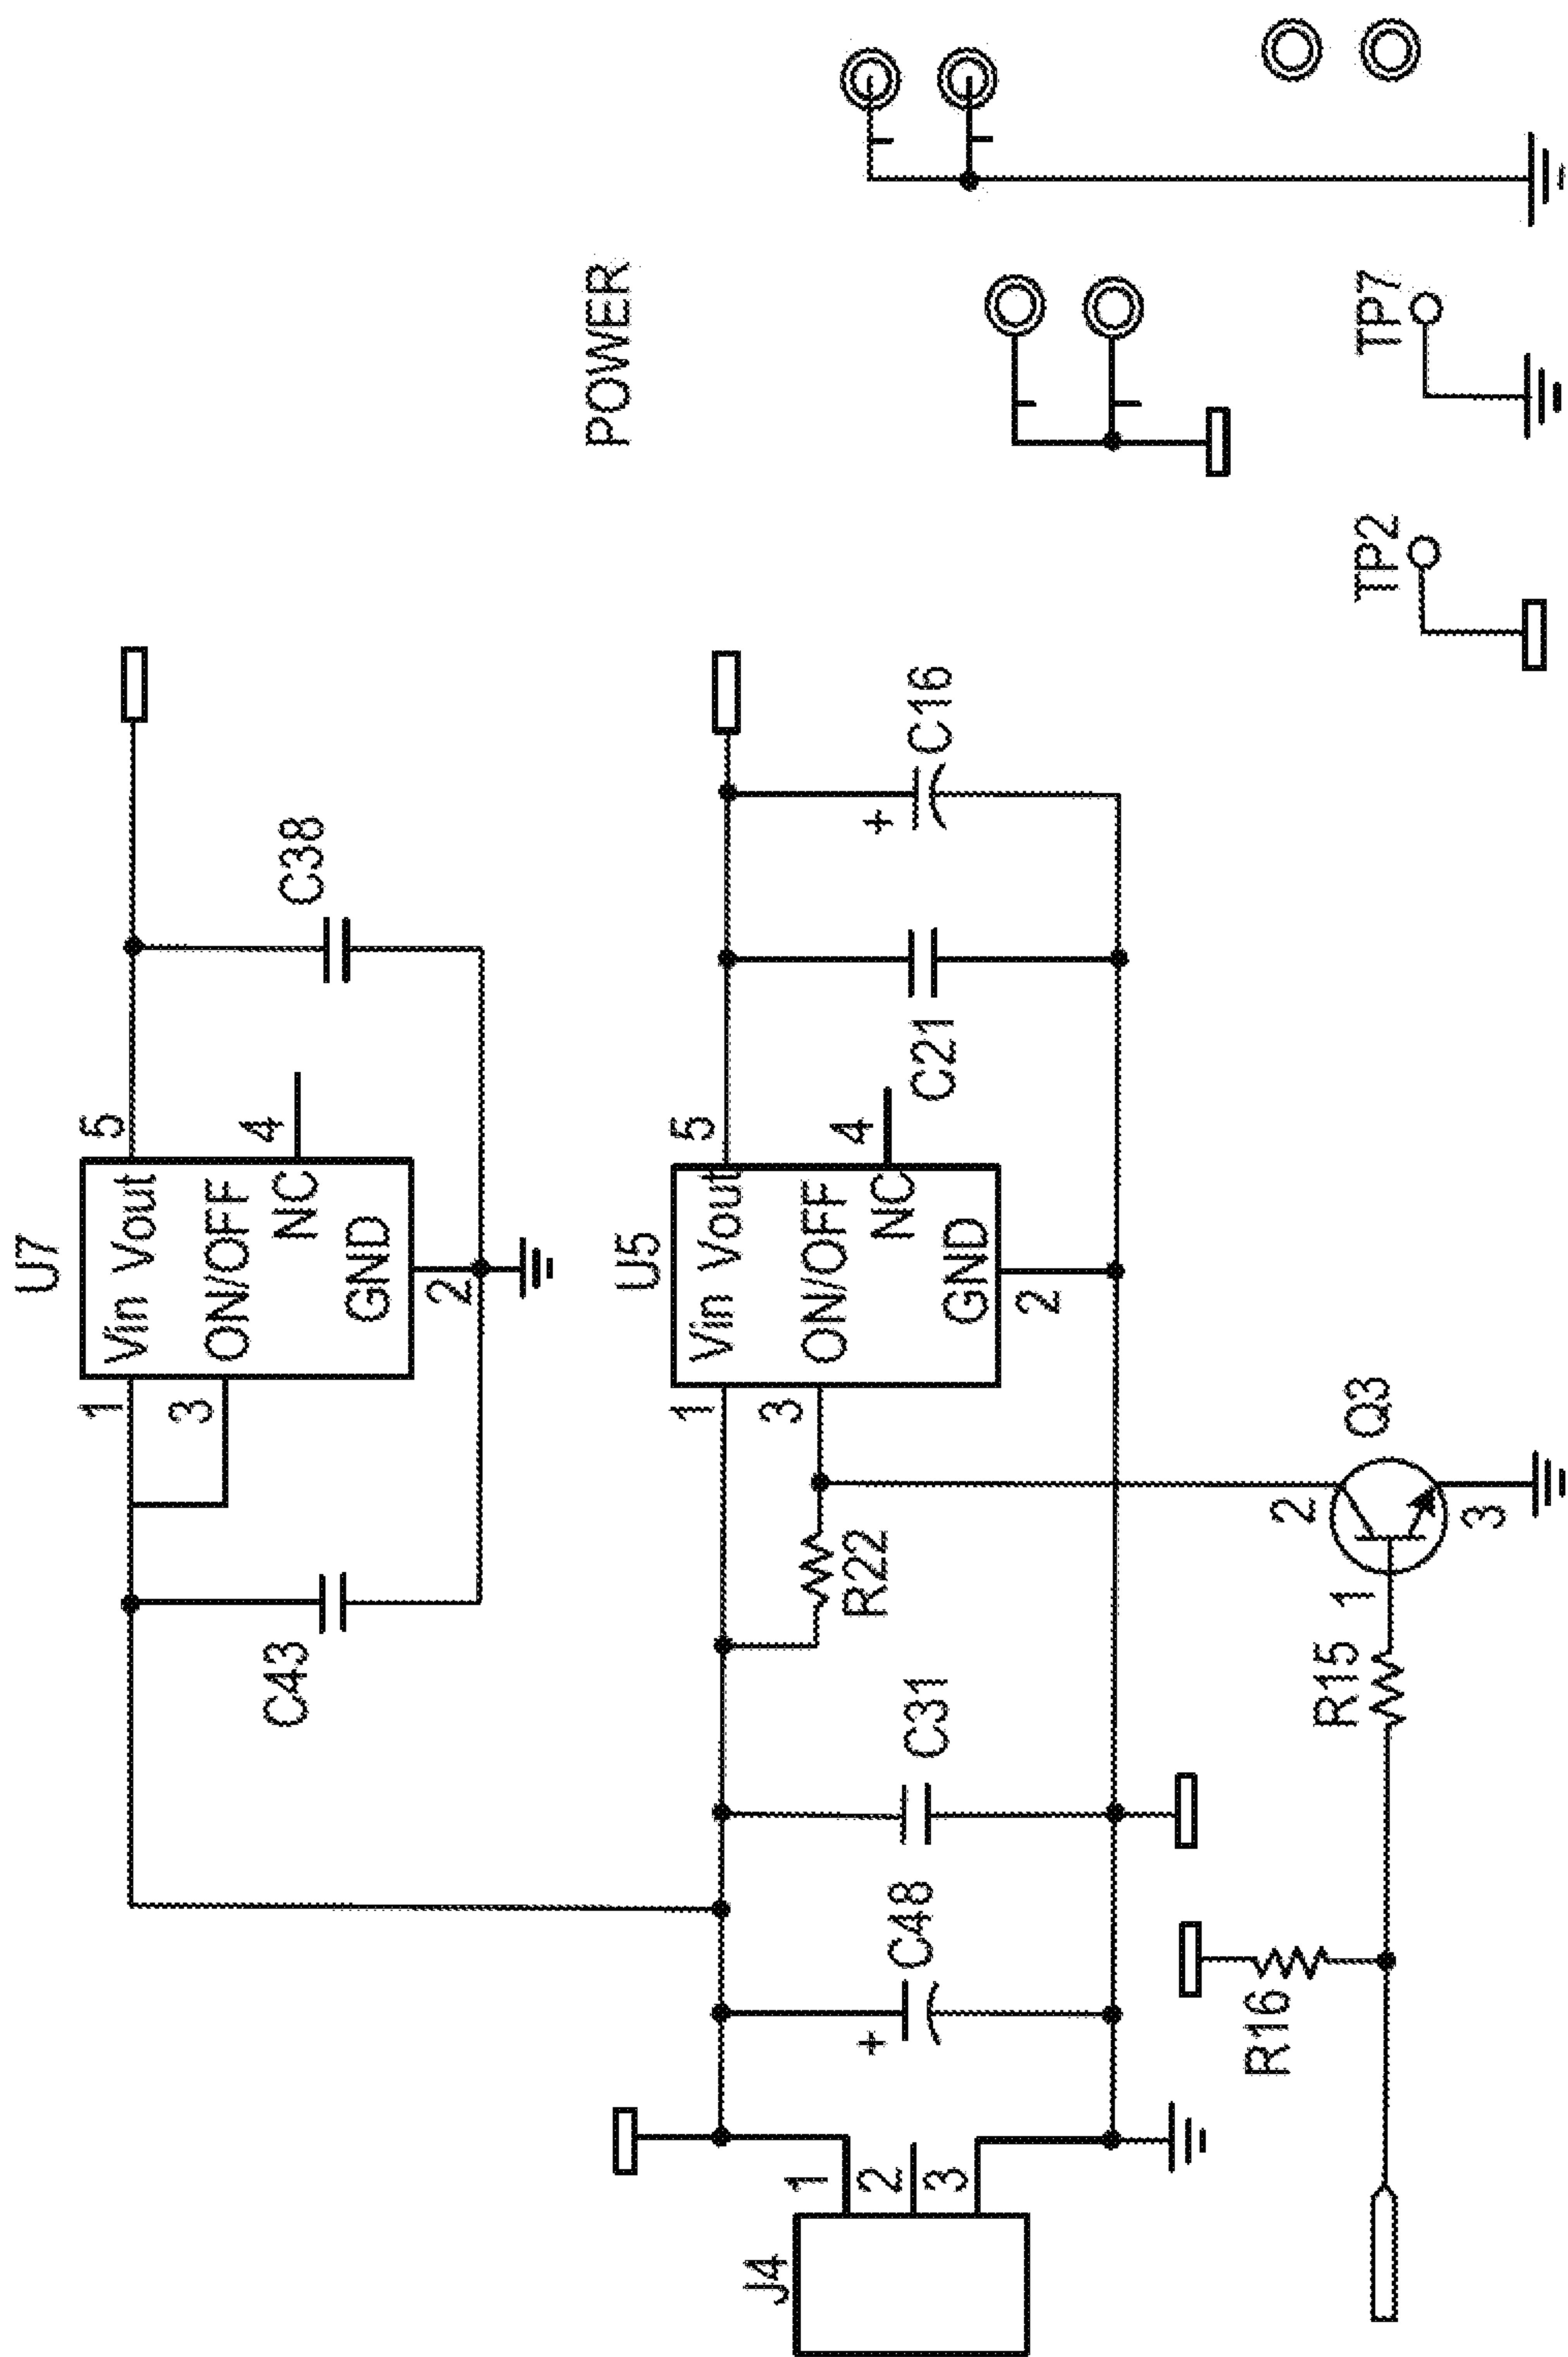 U7
1
Vin Vout
5
3
ON/OFF
NC
4
GND
2
C43
C38
U5
1
Vin Vout
5
3
ON/OFF
NC
4
GND
2
R22
C48
+
C31
C21
C16
+
J4
1
2
3
R16
R15
1
2
3
Q3
POWER
TP2
TP7